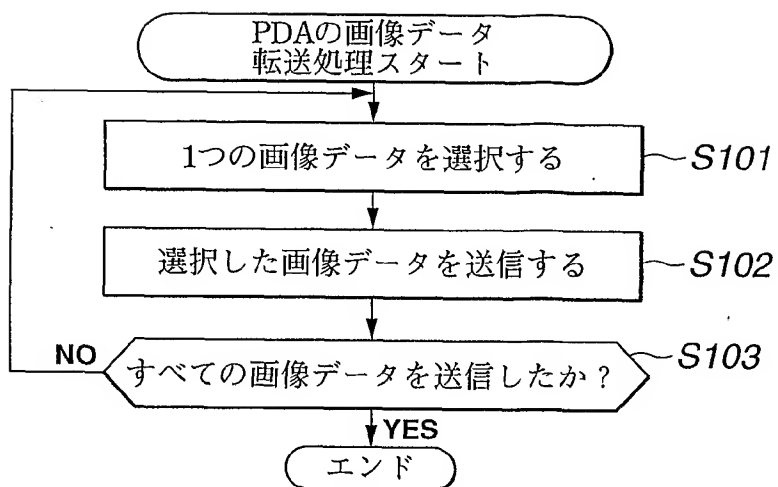 PDAの画像データ
転送処理スタート
1つの画像データを選択する
S101
選択した画像データを送信する
S102
すべての画像データを送信したか？
S103
NO
YES
エンド